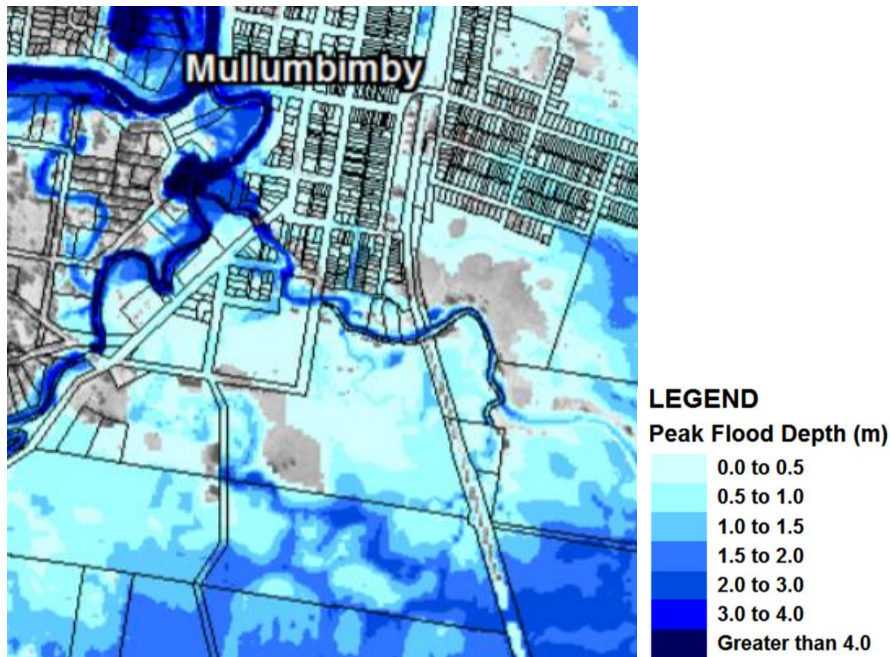 Mullumbimby
LEGEND
Peak Flood Depth (m)
0.0 to 0.5
0.5 to 1.0
1.0 to 1.5
1.5 to 2.0
2.0 to 3.0
3.0 to 4.0
Greater than 4.0